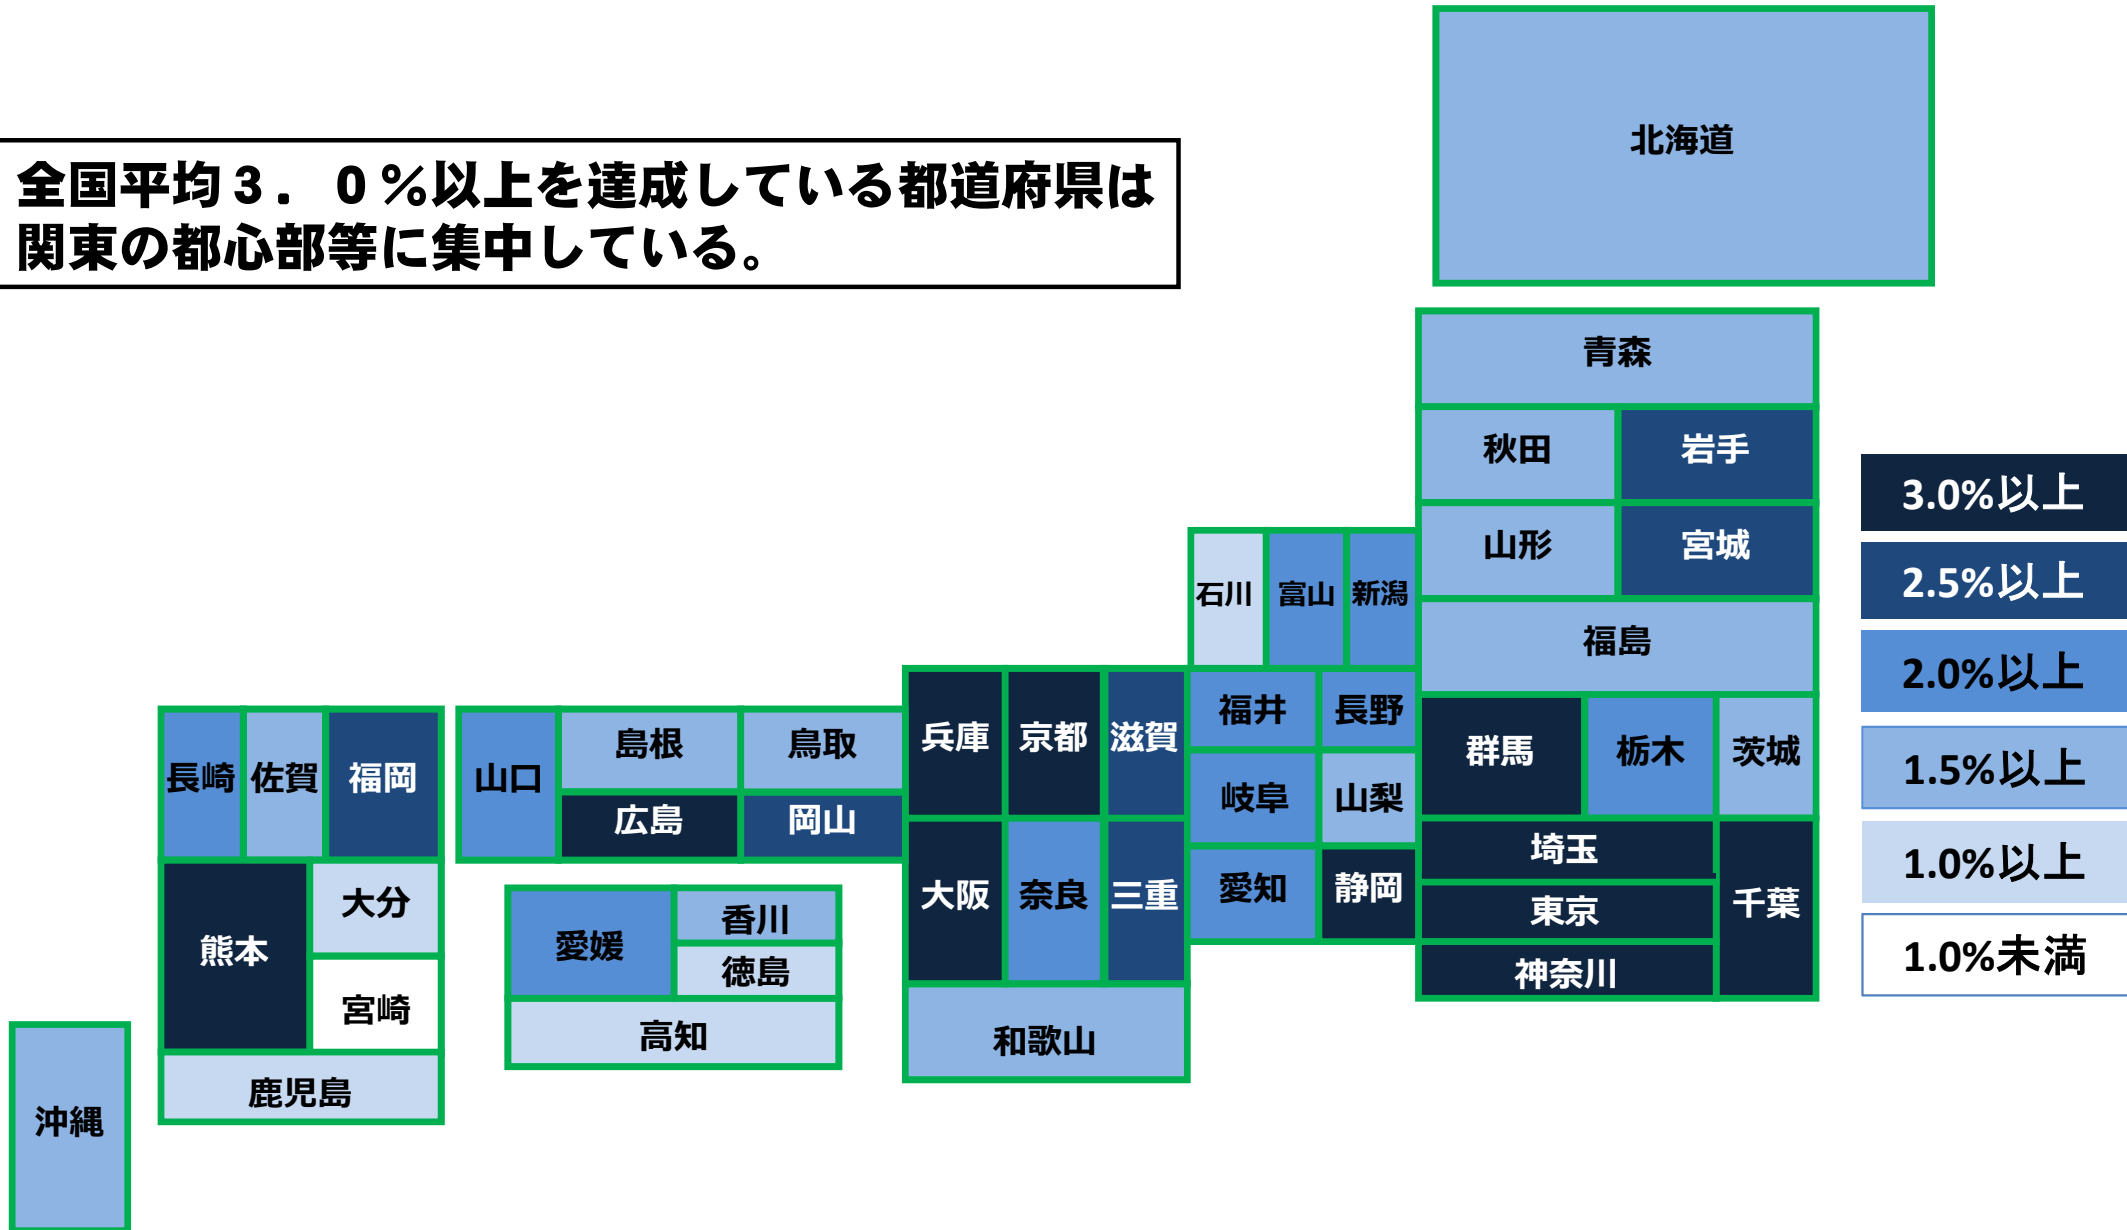 北海道
全国平均３．０％以上を達成している都道府県は
関東の都心部等に集中している。
青森
秋田
岩手
山形
宮城
石川
富山
新潟
福島
福井
長野
群馬
栃木
茨城
岐阜
山梨
埼玉
愛知
静岡
東京
千葉
神奈川
兵庫
京都
滋賀
大阪
奈良
三重
和歌山
山口
島根
鳥取
広島
岡山
愛媛
香川
徳島
高知
長崎
佐賀
福岡
熊本
大分
宮崎
鹿児島
沖縄
3.0%以上
2.5%以上
2.0%以上
1.5%以上
1.0%以上
1.0%未満